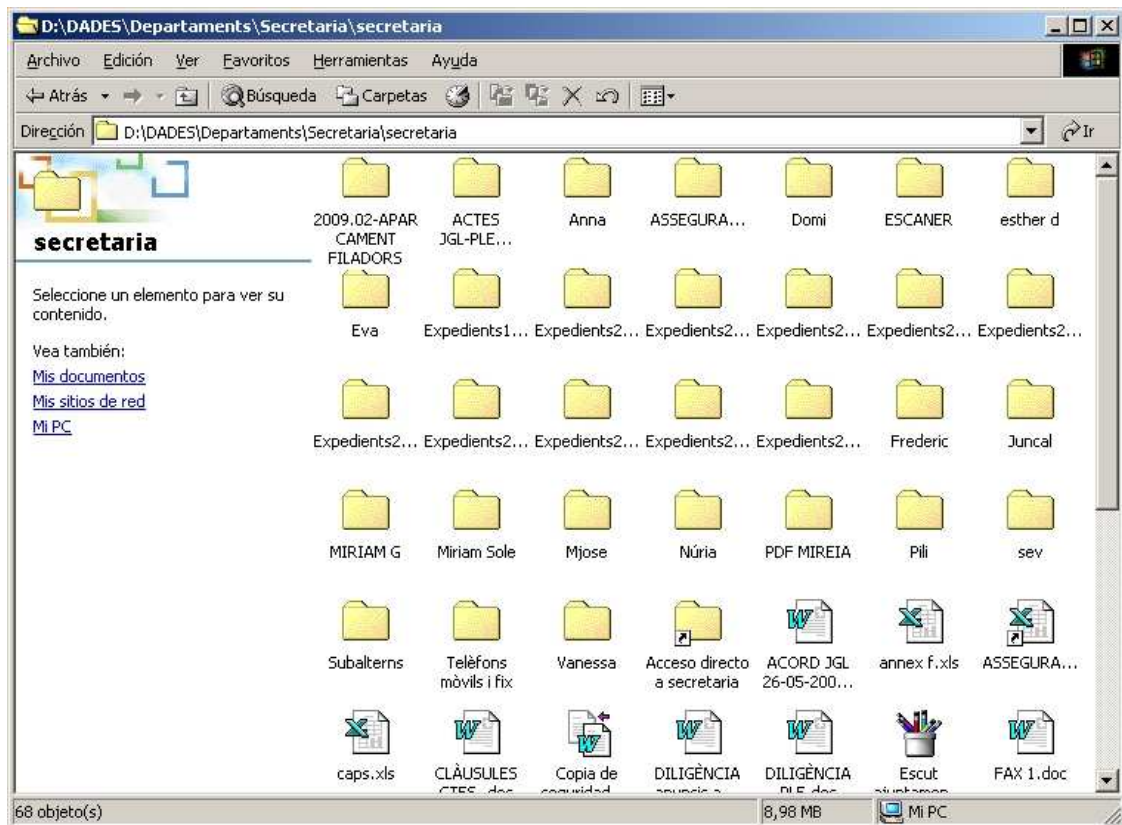 D:\DADES\Departaments\Secretaria\secretaria
Archivo Edición Ver Favoritos Herramientas Ayuda
Atrás Búsqueda Carpetas
Dirección D:\DADES\Departaments\Secretaria\secretaria Ir
secretaria
Seleccione un elemento para ver su
contenido.
Vea también:
Mis documentos
Mis sitios de red
Mi PC
2009.02-APAR
CAMENT
FILADORS
ACTES
JGL-PLE...
Anna
ASSEGURA...
Domi
ESCANER
esther d
Eva
Expedients1...
Expedients2...
Expedients2...
Expedients2...
Expedients2...
Expedients2...
Expedients2...
Expedients2...
Expedients2...
Expedients2...
Expedients2...
Frederic
Juncal
MIRIAM G
Miriam Sole
Mjose
Núria
PDF MIREIA
Pili
sev
Subalterns
Telèfons
mòvils i fix
Vanessa
Acceso directo
a secretaria
ACORD JGL
26-05-200...
annex f.xls
ASSEGURA...
caps.xls
CLÀUSULES
Copia de
DILIGÈNCIA
DILIGÈNCIA
Escut
FAX 1.doc
68 objeto(s) 8,98 MB Mi PC